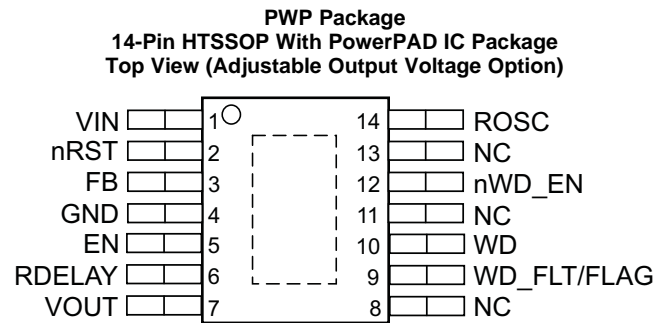 PWP Package
14-Pin HTSSOP With PowerPAD IC Package
Top View (Adjustable Output Voltage Option)
VIN 1 14 ROSC
nRST 2 13 NC
FB 3 12 nWD_EN
GND 4 11 NC
EN 5 10 WD
RDELAY 6 9 WD_FLT/FLAG
VOUT 7 8 NC